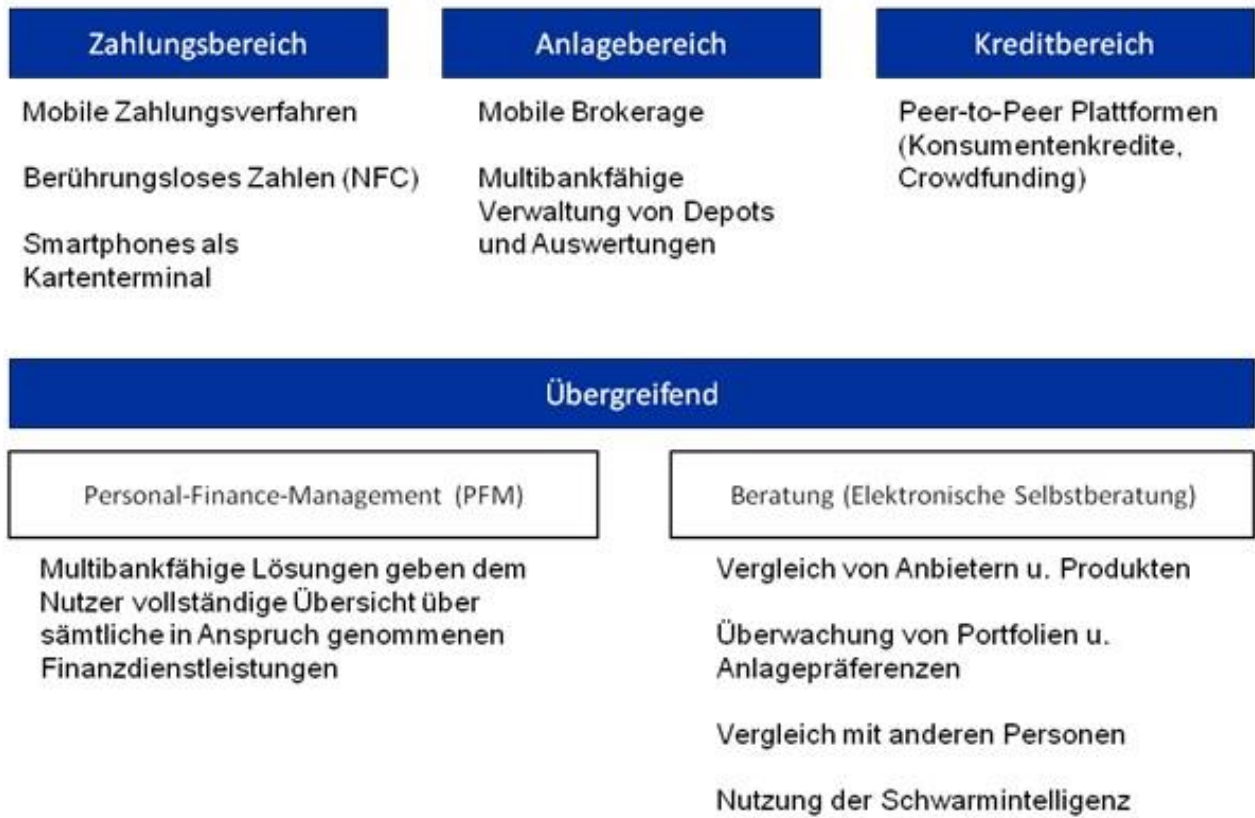 Zahlungsbereich
Mobile Zahlungsverfahren
Berührungsloses Zahlen (NFC)
Smartphones als
Kartenterminal
Anlagebereich
Mobile Brokerage
Multibankfähige
Verwaltung von Depots
und Auswertungen
Kreditbereich
Peer-to-Peer Plattformen
(Konsumentenkredite,
Crowdfunding)
Übergreifend
Personal-Finance-Management (PFM)
Multibankfähige Lösungen geben dem
Nutzer vollständige Übersicht über
sämtliche in Anspruch genommenen
Finanzdienstleistungen
Beratung (Elektronische Selbstberatung)
Vergleich von Anbietern u. Produkten
Überwachung von Portfolien u.
Anlagepräferenzen
Vergleich mit anderen Personen
Nutzung der Schwarmintelligenz